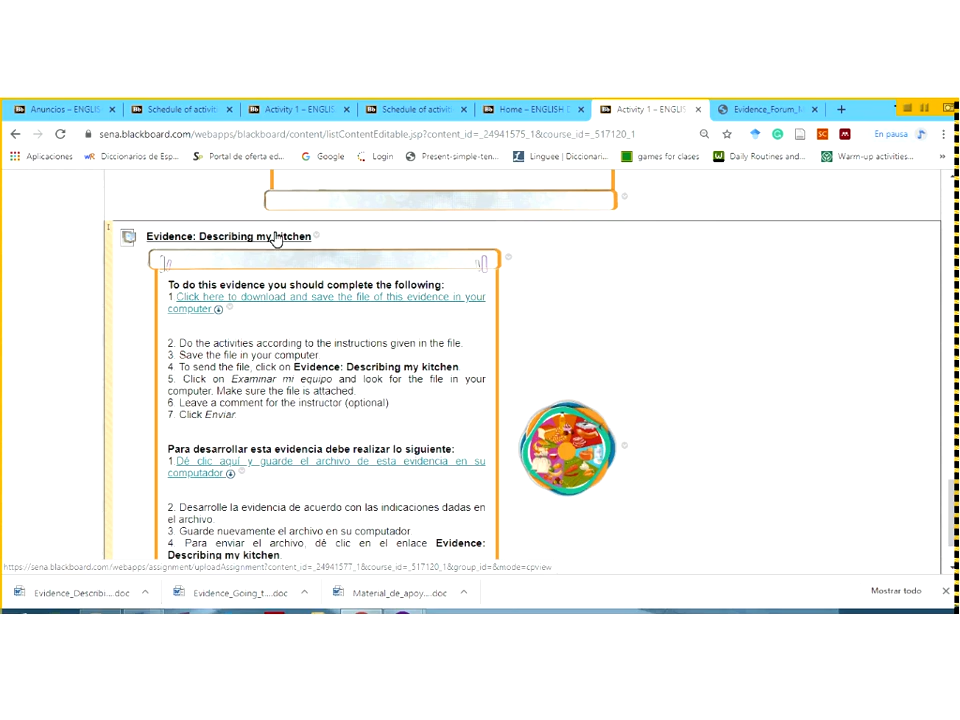 Anuncios – ENGLIS
Schedule of activiti
Activity 1 – ENGLIS
Schedule of activiti
Home – ENGLISH
Activity 1 – ENGLIS
Evidence_Forum_
sena.blackboard.com/webapps/blackboard/content/listContentEditable.jsp?content_id=_24941575_1&course_id=_517120_1
En pausa
Aplicaciones
Diccionarios de Esp...
Portal de oferta ed...
Google
Login
Present-simple-ten...
Linguee | Diccionari...
games for clases
Daily Routines and...
Warm-up activities...
Evidence: Describing my kitchen
To do this evidence you should complete the following:
1.Click here to download and save the file of this evidence in your
computer
2. Do the activities according to the instructions given in the file.
3. Save the file in your computer.
4. To send the file, click on Evidence: Describing my kitchen.
5. Click on Examinar mi equipo and look for the file in your
computer. Make sure the file is attached.
6. Leave a comment for the instructor (optional)
7. Click Enviar.
Para desarrollar esta evidencia debe realizar lo siguiente:
1.Dé clic aquí y guarde el archivo de esta evidencia en su
computador
2. Desarrolle la evidencia de acuerdo con las indicaciones dadas en
el archivo.
3. Guarde nuevamente el archivo en su computador.
4. Para enviar el archivo, dé clic en el enlace Evidence:
Describing my kitchen.
https://sena.blackboard.com/webapps/assignment/uploadAssignment?content_id=_24941577_1&course_id=_517120_1&group_id=&mode=cpview
Evidence_Describi....doc
Evidence_Going_t....doc
Material_de_apoy....doc
Mostrar todo